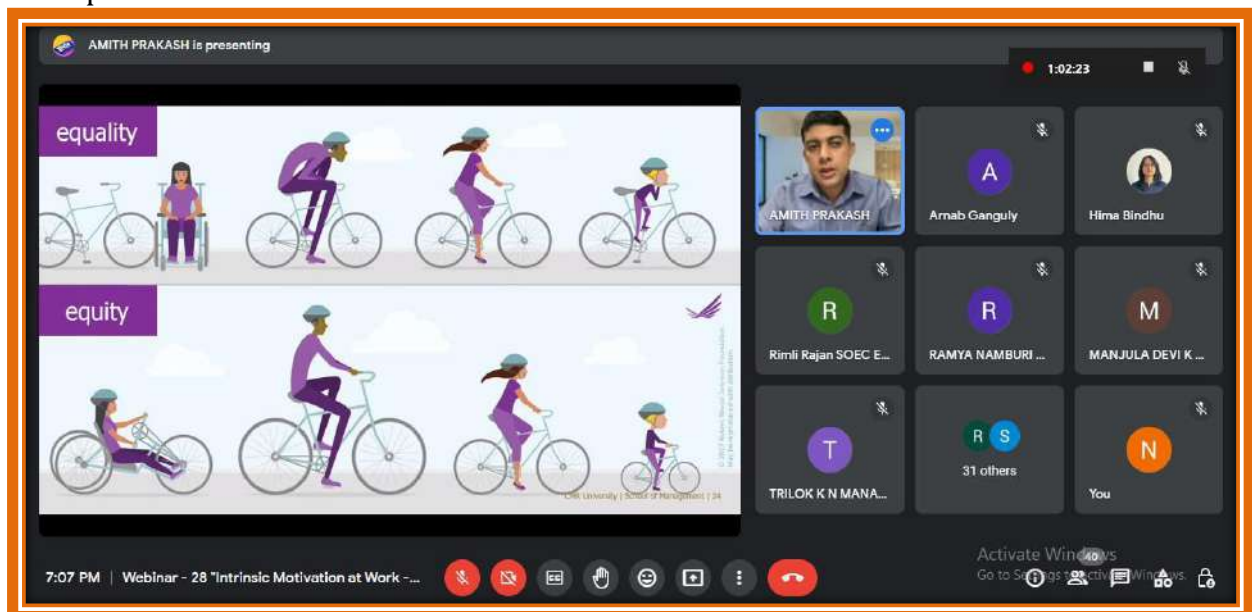 AMITH PRAKASH is presenting
1:02:23
equality
equity
CMR University | School of Management | 24
AMITH PRAKASH
A
Arnab Ganguly
Hima Bindhu
R
Rimli Rajan SOEC E...
R
RAMYA NAMBURI ...
M
MANJULA DEVI K ...
T
TRILOK K N MANA...
R S
31 others
N
You
Activate Windows
Go to Settings to activate Windows.
40
7:07 PM | Webinar - 28 "Intrinsic Motivation at Work -...